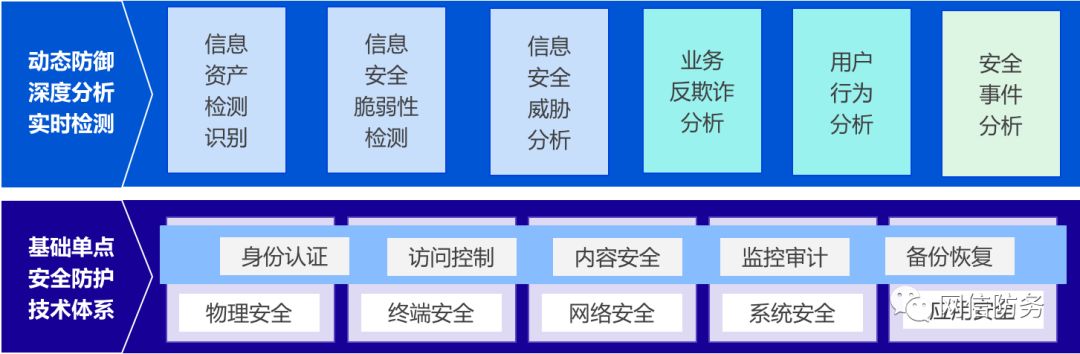 动态防御
深度分析
实时检测
信息
资产
检测
识别
信息
安全
脆弱性
检测
信息
安全
威胁
分析
业务
反欺诈
分析
用户
行为
分析
安全
事件
分析
基础单点
安全防护
技术体系
身份认证
访问控制
内容安全
监控审计
备份恢复
物理安全
终端安全
网络安全
系统安全
应用安全
网信防务